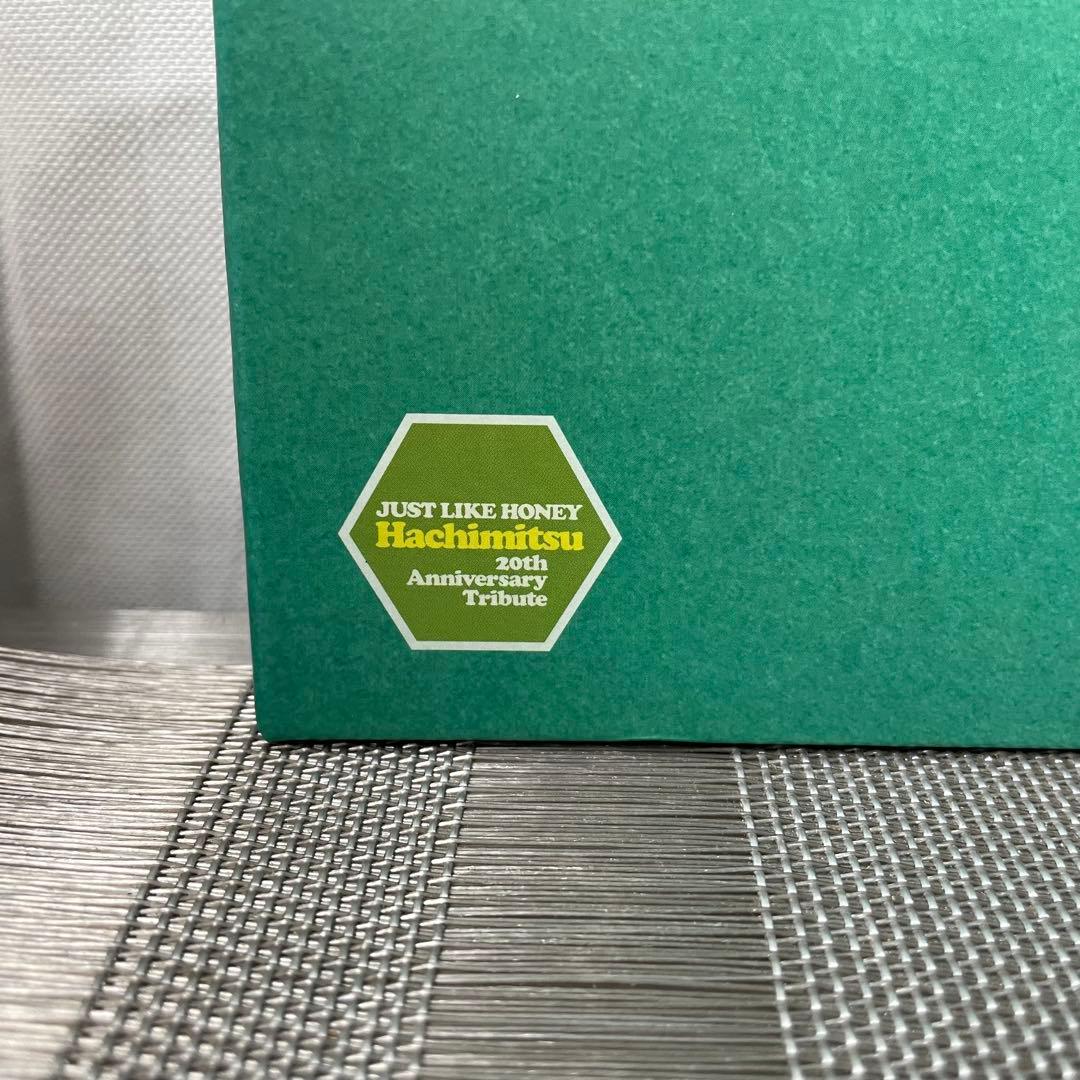 JUST LIKE HONEY
Hachimitsu
20th
Anniversary
Tribute